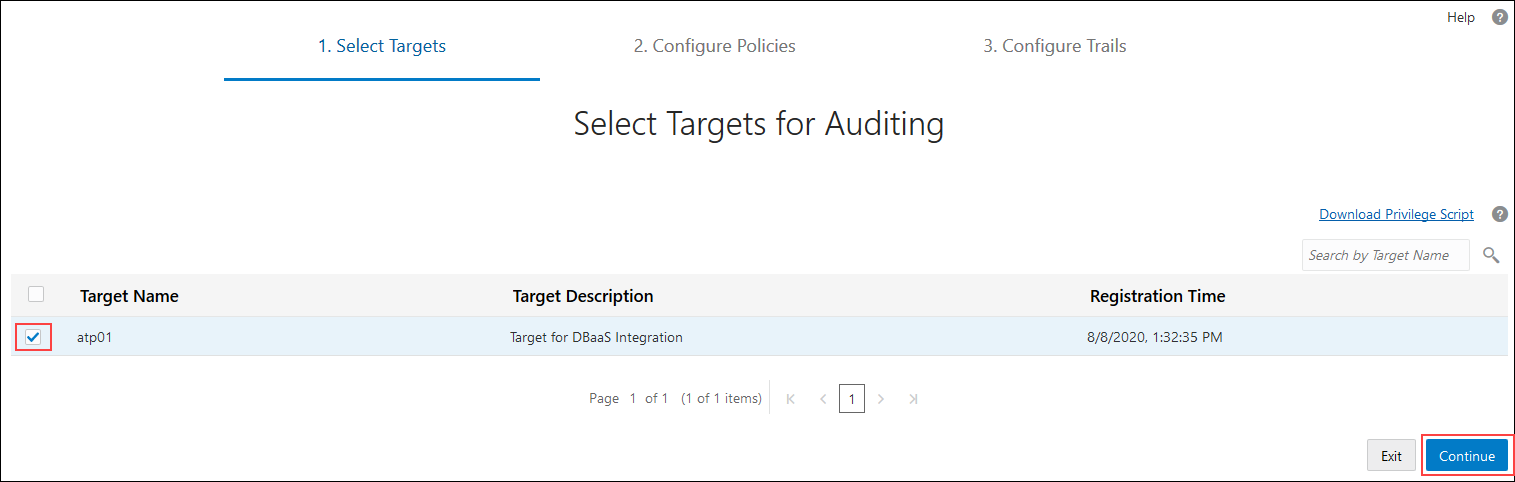 Help ?
1. Select Targets 2. Configure Policies 3. Configure Trails
Select Targets for Auditing
Download Privilege Script ?
Search by Target Name
Target Name Target Description Registration Time
atp01 Target for DBaaS Integration 8/8/2020, 1:32:35 PM
Page 1 of 1 (1 of 1 items) 1
Exit Continue